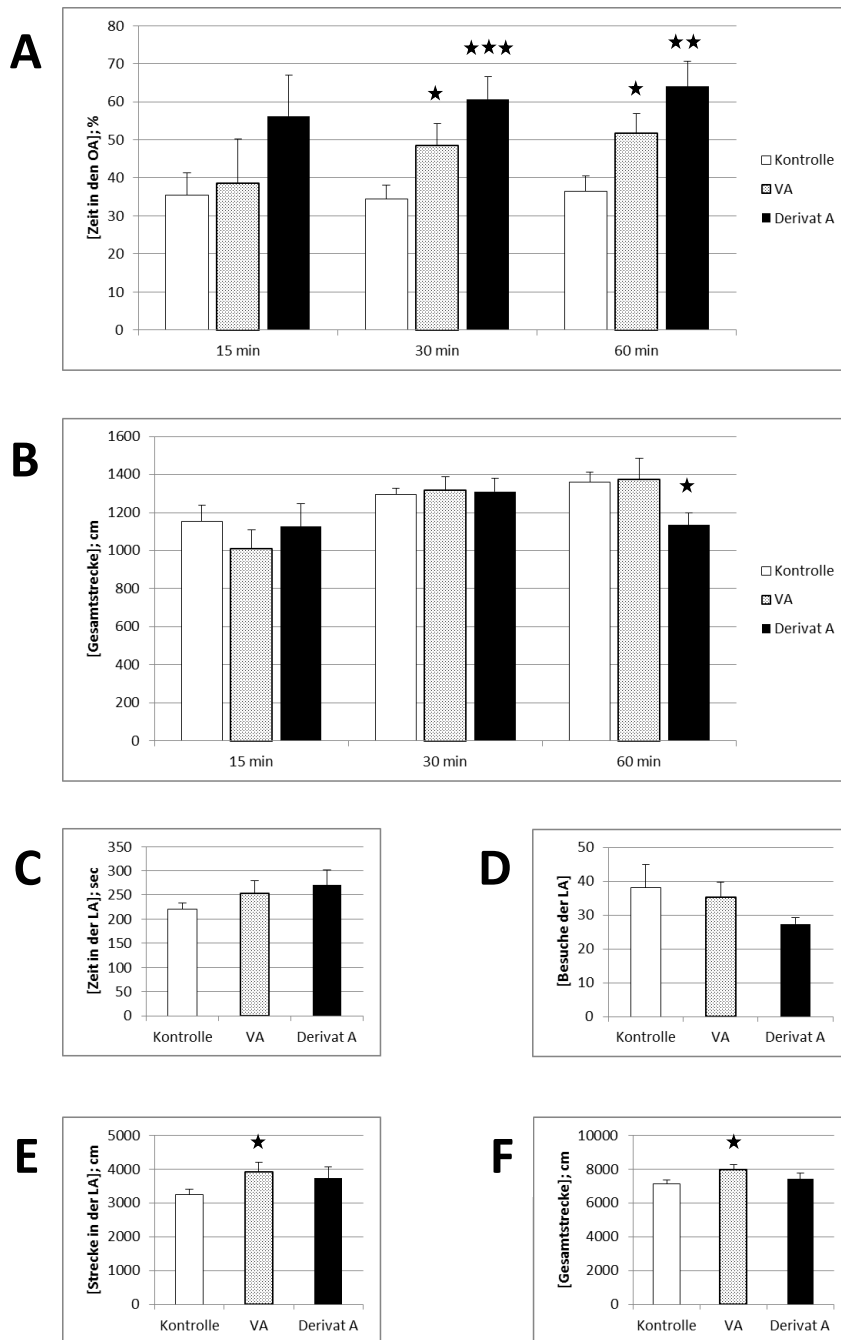 A
[Zeit in den OA]; %
80
70
60
50
40
30
20
10
0
15 min
30 min
60 min
Kontrolle
VA
Derivat A
B
[Gesamtstrecke]; cm
1600
1400
1200
1000
800
600
400
200
0
15 min
30 min
60 min
Kontrolle
VA
Derivat A
C
[Zeit in der LA]; sec
350
300
250
200
150
100
50
0
Kontrolle
VA
Derivat A
D
[Besuche der LA]
50
40
30
20
10
0
Kontrolle
VA
Derivat A
E
[Strecke in der LA]; cm
5000
4000
3000
2000
1000
0
Kontrolle
VA
Derivat A
F
[Gesamtstrecke]; cm
10000
8000
6000
4000
2000
0
Kontrolle
VA
Derivat A